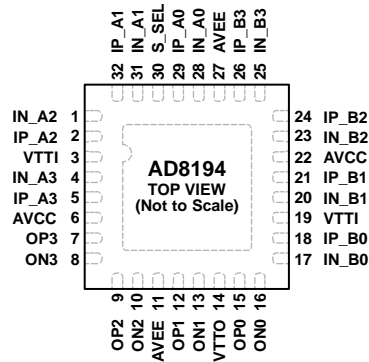 IP_A1
IN_A1
S_SEL
IP_A0
IN_A0
AVEE
IP_B3
IN_B3
32 31 30 29 28 27 26 25
IN_A2 1
IP_A2 2
VTTI 3
IN_A3 4
IP_A3 5
AVCC 6
OP3 7
ON3 8
AD8194
TOP VIEW
(Not to Scale)
24 IP_B2
23 IN_B2
22 AVCC
21 IP_B1
20 IN_B1
19 VTTI
18 IP_B0
17 IN_B0
9 10 11 12 13 14 15 16
OP2
ON2
AVEE
OP1
ON1
VTTO
OP0
ON0